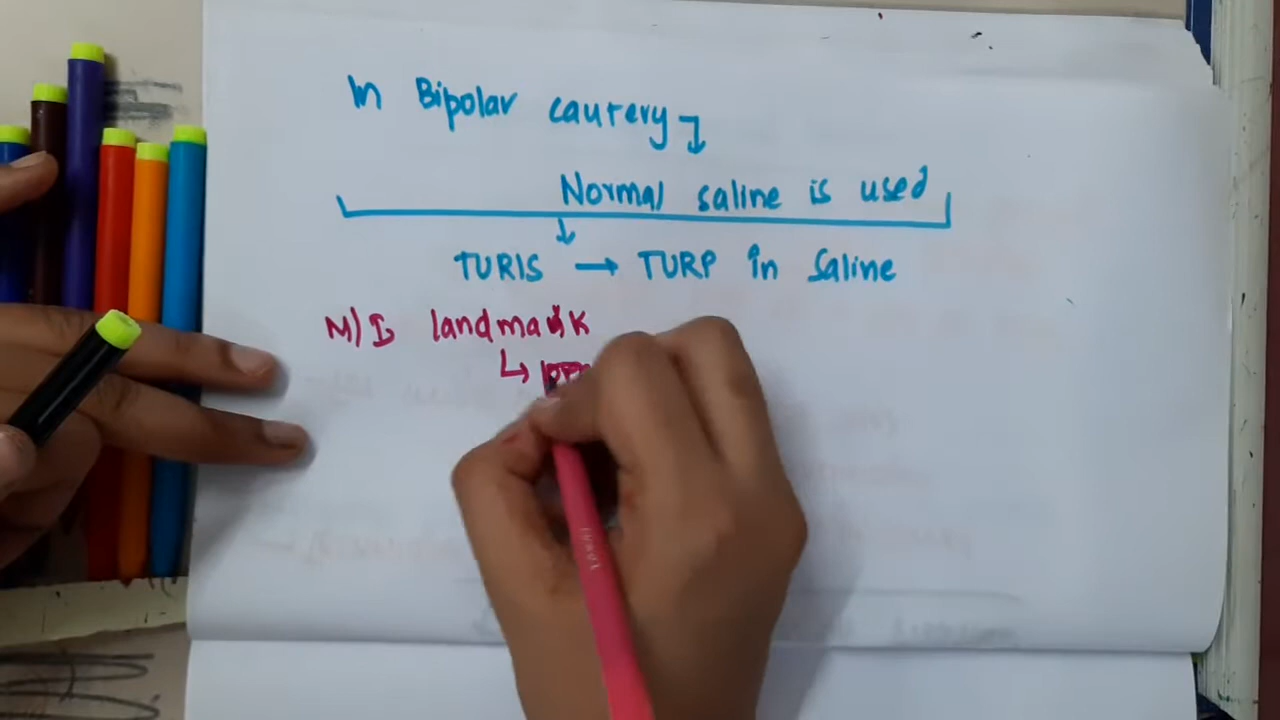 In Bipolar cautery
Normal saline is used
TURIS → TURP in Saline
M/I landmark